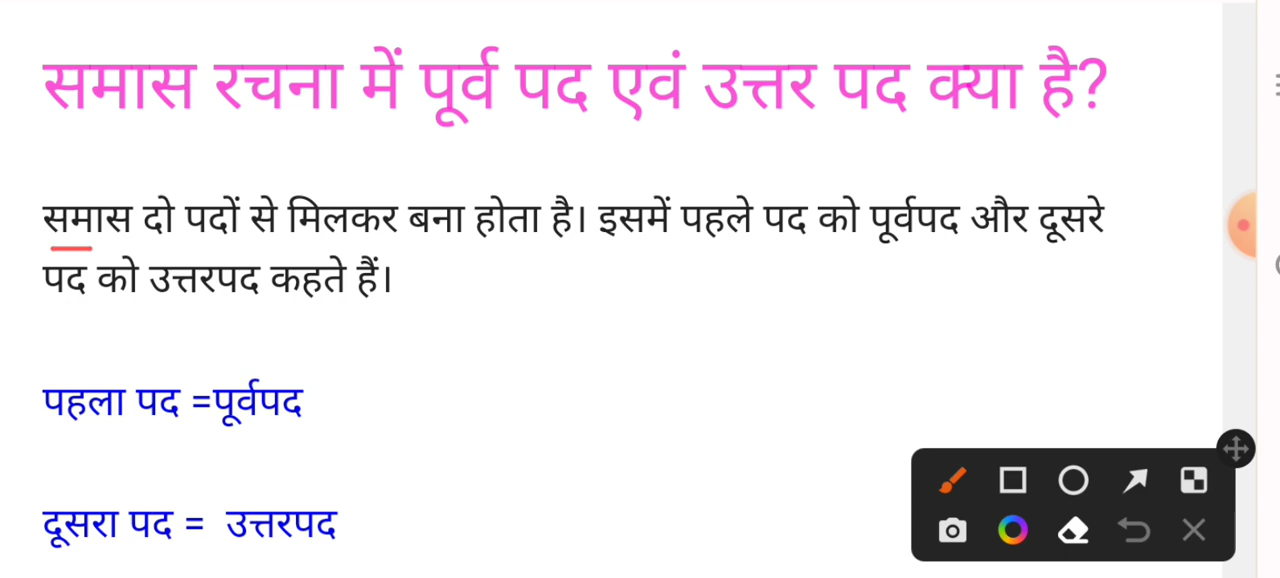 समास रचना में पूर्व पद एवं उत्तर पद क्या है?
समास दो पदों से मिलकर बना होता है। इसमें पहले पद को पूर्वपद और दूसरे
पद को उत्तरपद कहते हैं।
पहला पद =पूर्वपद
दूसरा पद = उत्तरपद